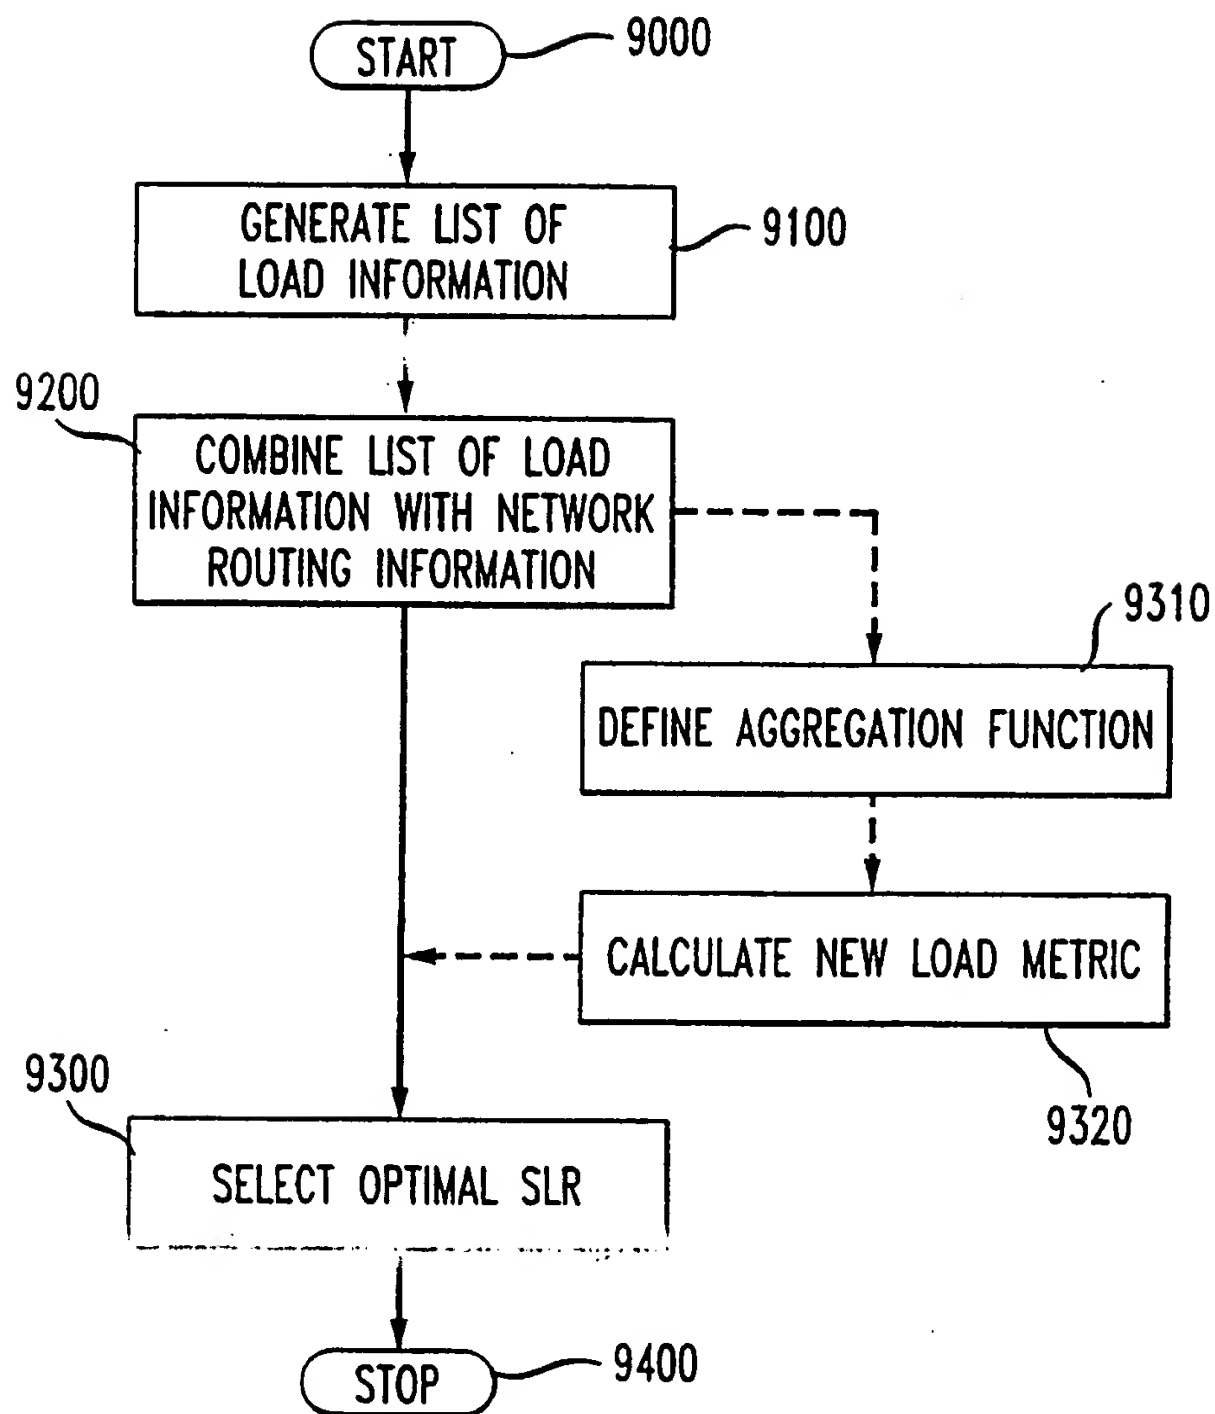 START
9000
GENERATE LIST OF
LOAD INFORMATION
9100
9200
COMBINE LIST OF LOAD
INFORMATION WITH NETWORK
ROUTING INFORMATION
9310
DEFINE AGGREGATION FUNCTION
CALCULATE NEW LOAD METRIC
9320
9300
SELECT OPTIMAL SLR
STOP
9400